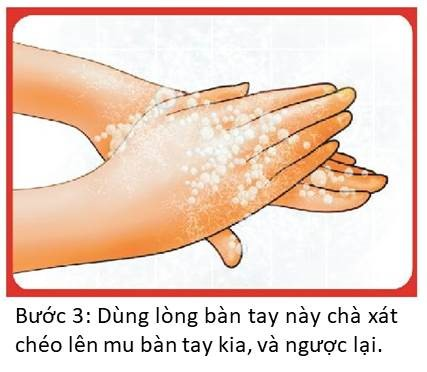 Bước 3: Dùng lòng bàn tay này chà xát
chéo lên mu bàn tay kia, và ngược lại.